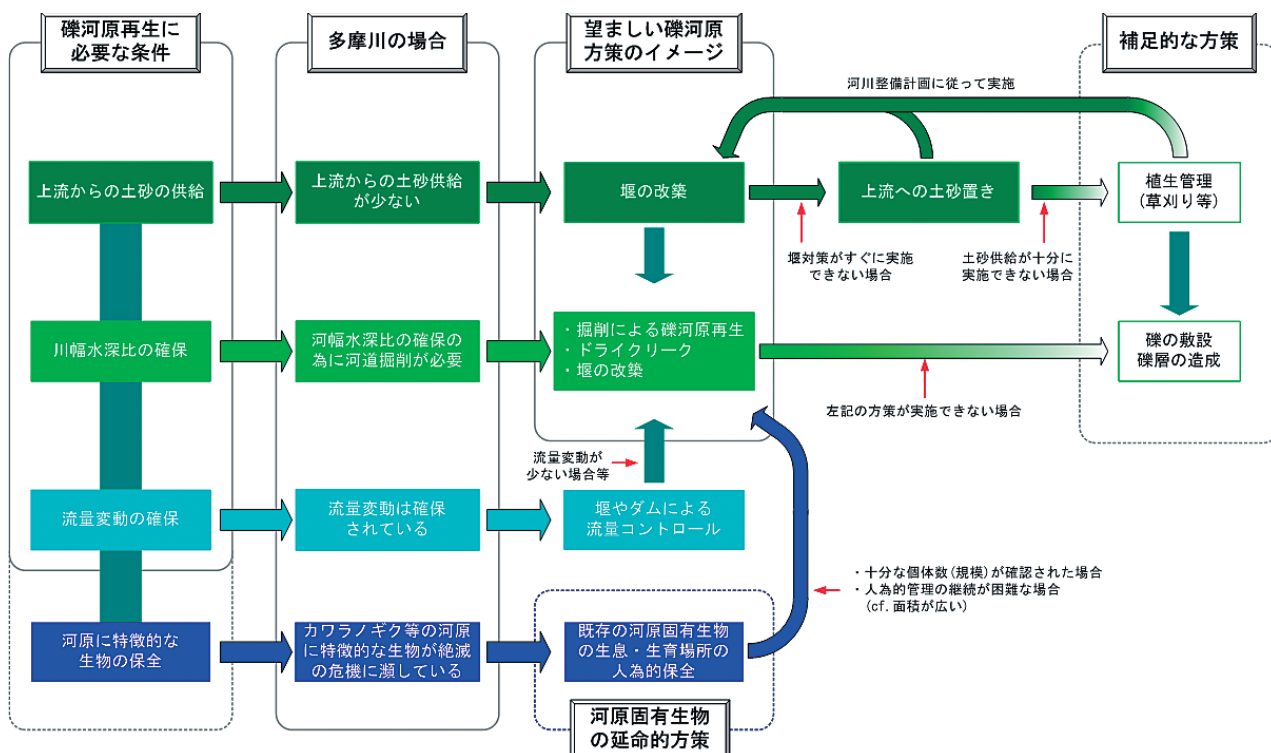 礫河原再生に
必要な条件
多摩川の場合
望ましい礫河原
方策のイメージ
補足的な方策
河川整備計画に従って実施
上流からの土砂の供給
上流からの土砂供給
が少ない
堰の改築
上流への土砂置き
植生管理
(草刈り等)
堰対策がすぐに実施
できない場合
土砂供給が十分に
実施できない場合
川幅水深比の確保
河幅水深比の確保の
為に河道掘削が必要
・掘削による礫河原再生
・ドライクリーク
・堰の改築
礫の敷設
礫層の造成
左記の方策が実施できない場合
流量変動が
少ない場合等
流量変動の確保
流量変動は確保
されている
堰やダムによる
流量コントロール
・十分な個体数(規模)が確認された場合
・人為的管理の継続が困難な場合
(cf.面積が広い)
河原に特徴的な
生物の保全
カワラノギク等の河原
に特徴的な生物が絶滅
の危機に瀕している
既存の河原固有生物
の生息・生育場所の
人為的保全
河原固有生物
の延命的方策